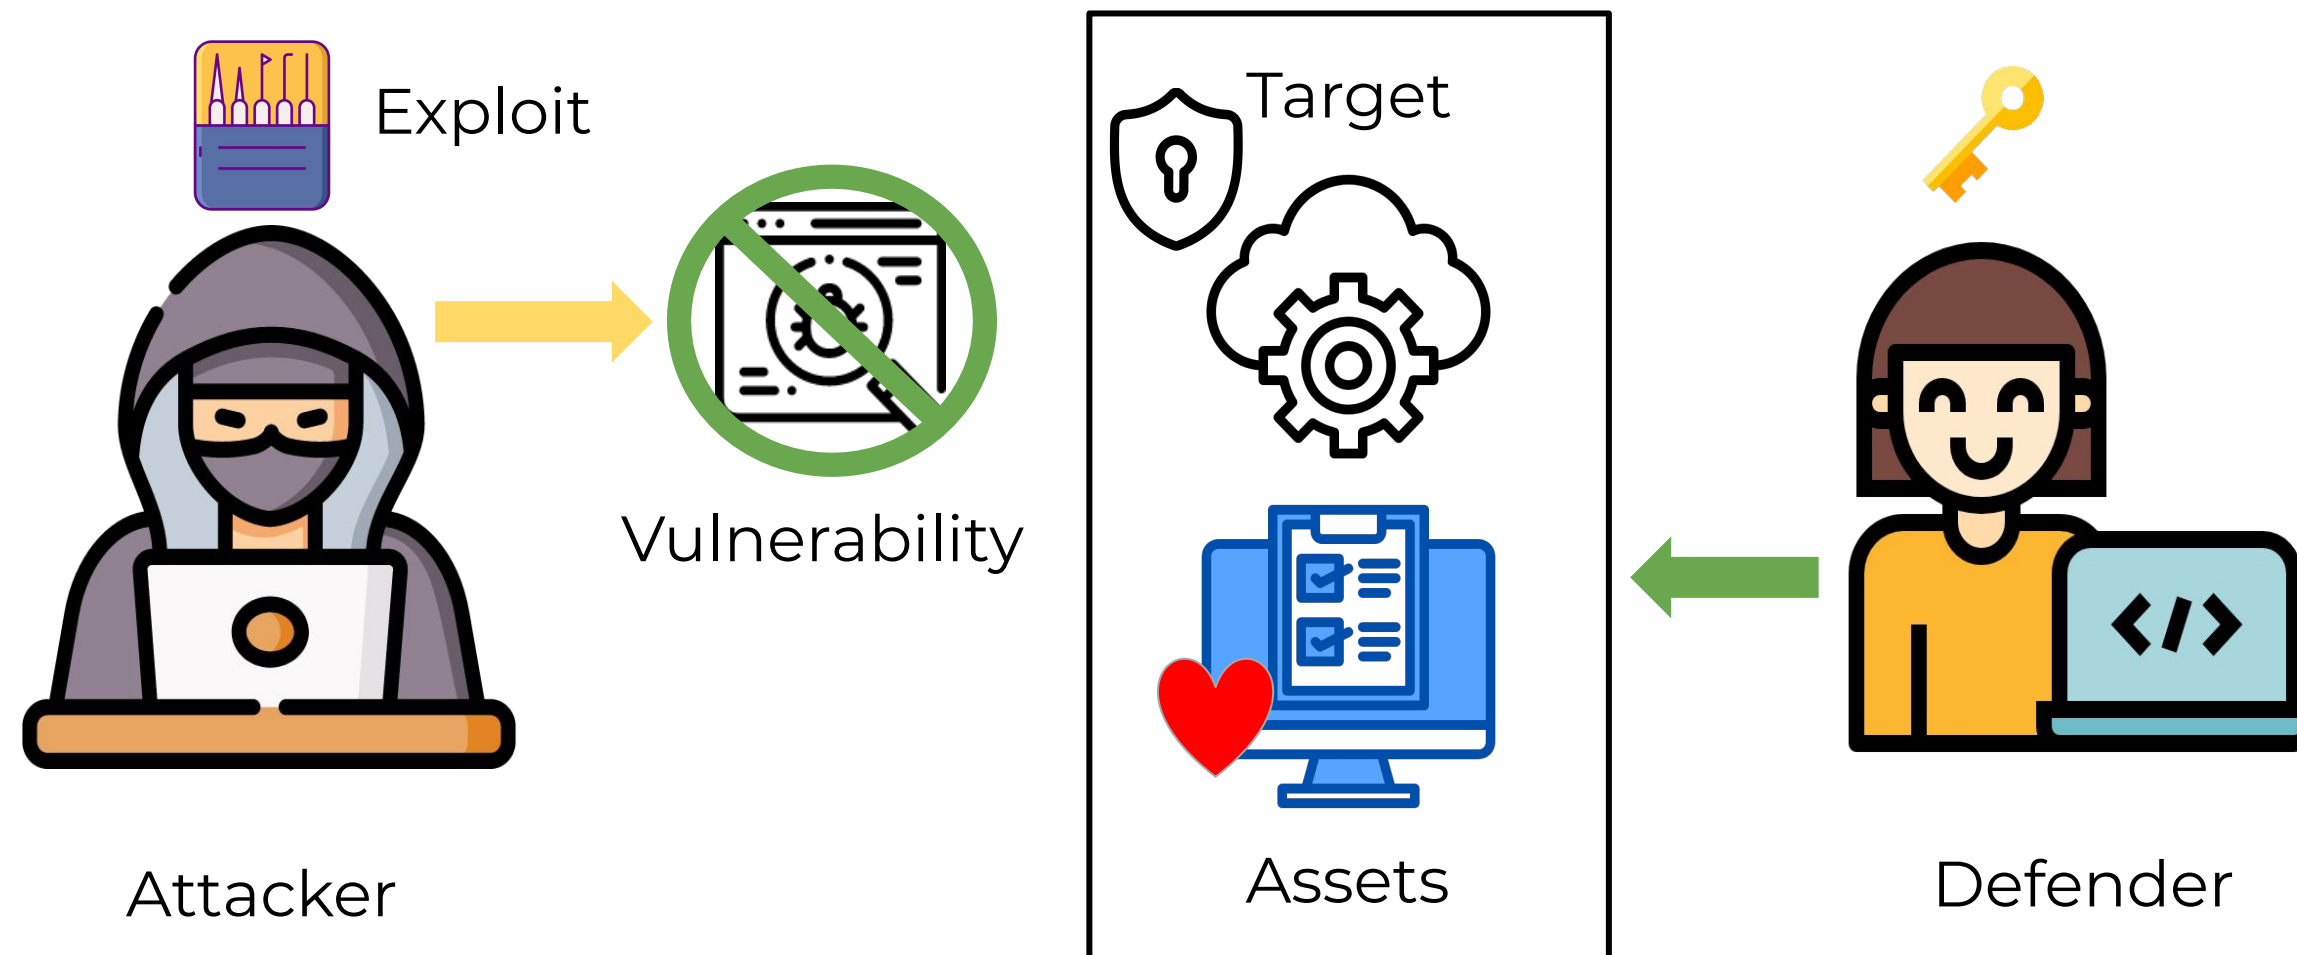 Exploit
Target
Vulnerability
</>
Assets
Attacker
Defender